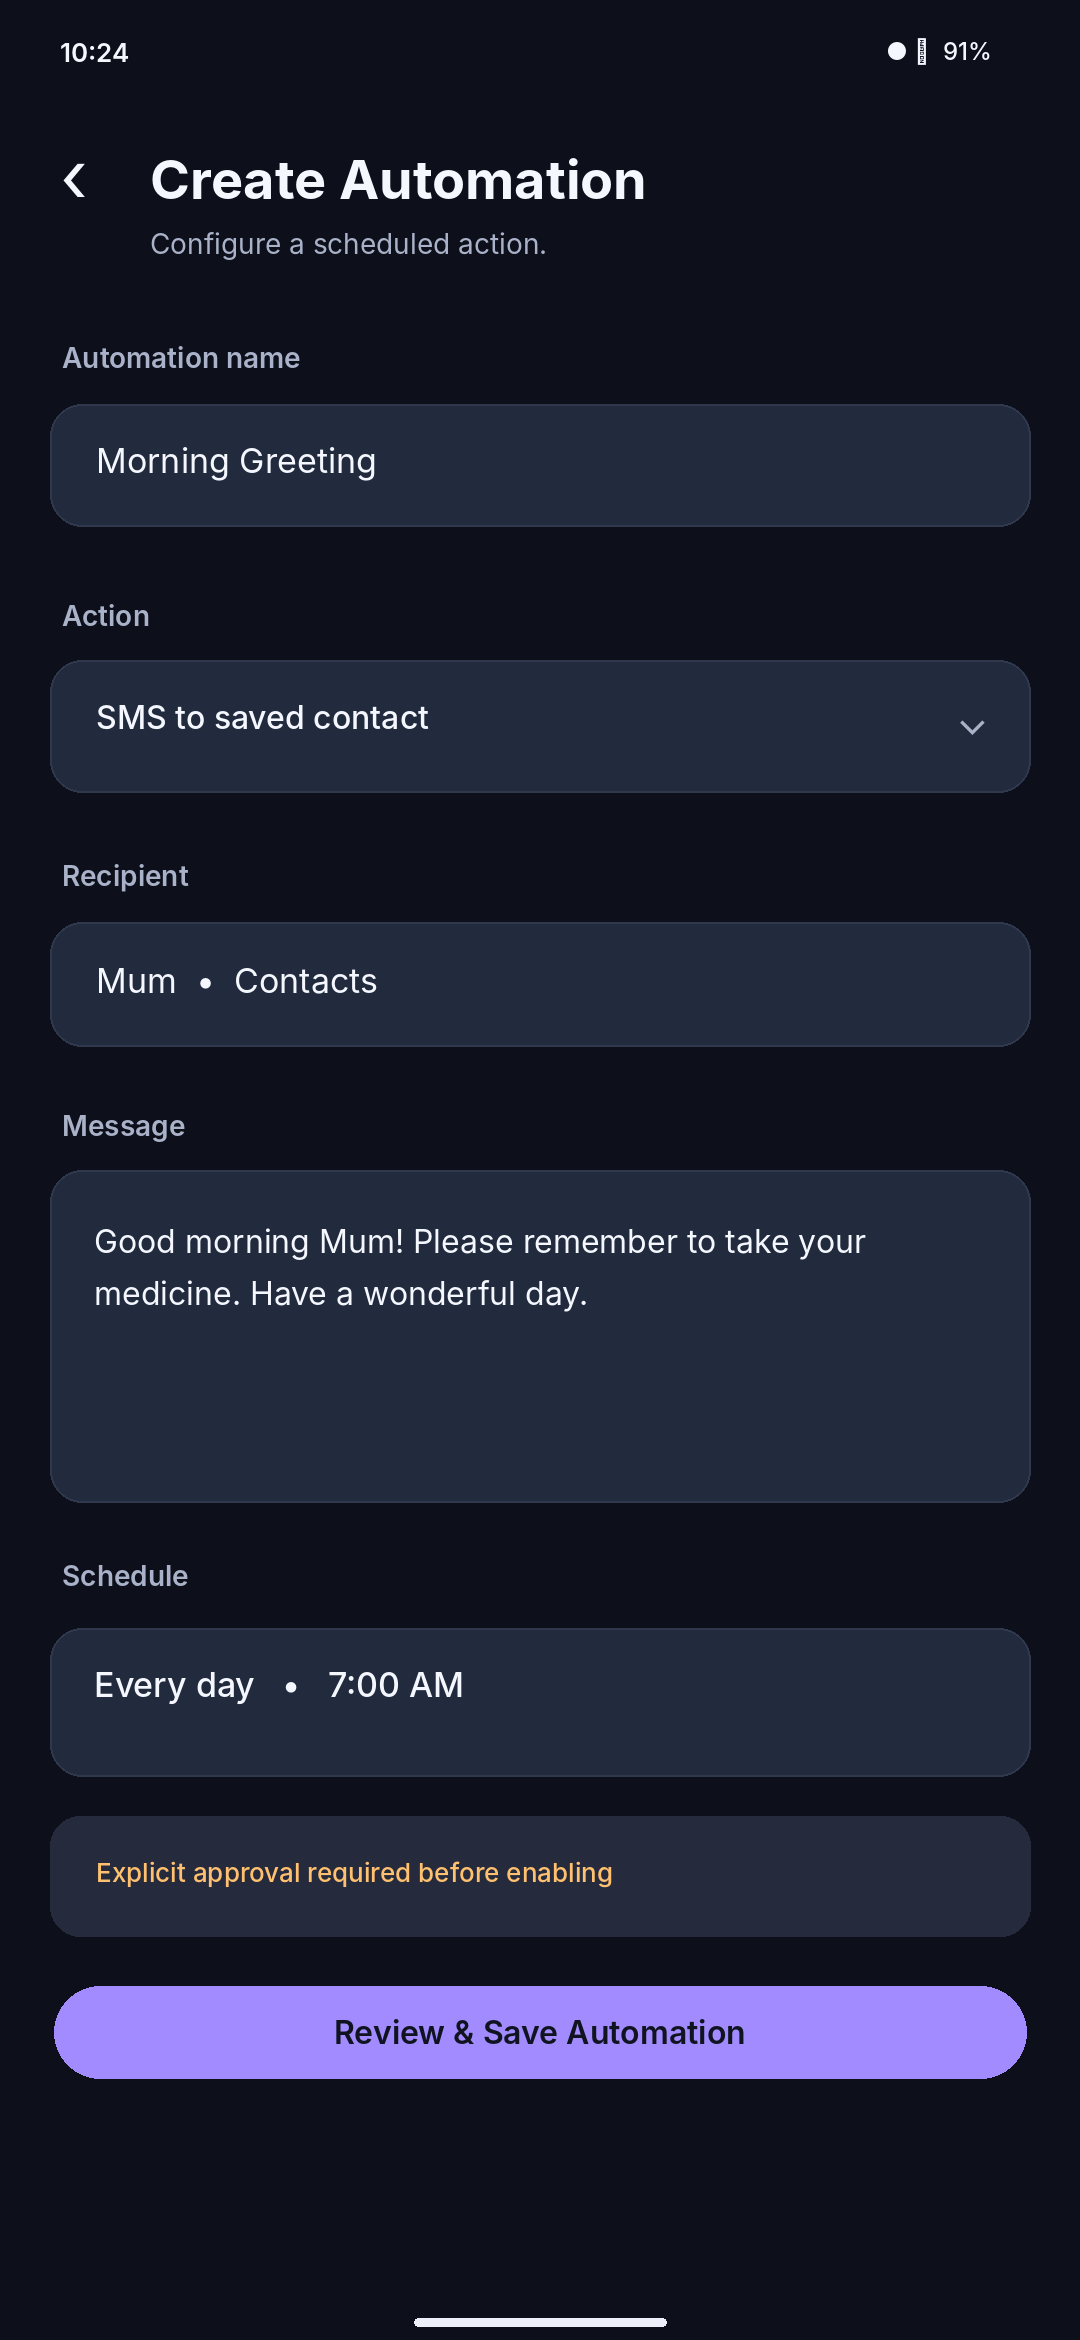 10:24
91%
Create Automation
Configure a scheduled action.
Automation name
Morning Greeting
Action
SMS to saved contact
Recipient
Mum • Contacts
Message
Good morning Mum! Please remember to take your
medicine. Have a wonderful day.
Schedule
Every day • 7:00 AM
Explicit approval required before enabling
Review & Save Automation